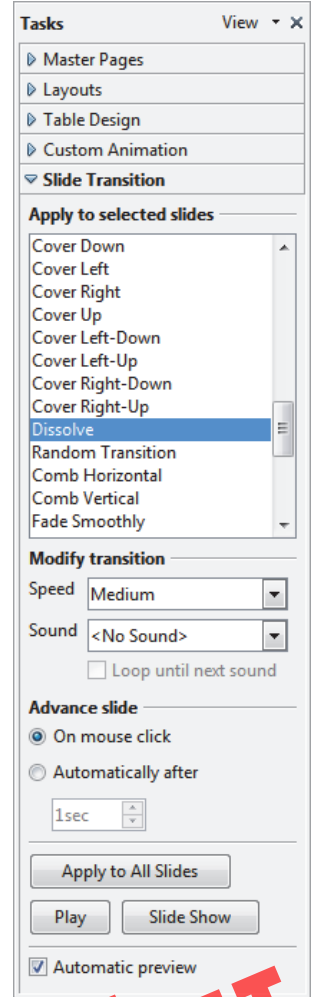 Tasks View
Master Pages
Layouts
Table Design
Custom Animation
Slide Transition
Apply to selected slides
Cover Down
Cover Left
Cover Right
Cover Up
Cover Left-Down
Cover Left-Up
Cover Right-Down
Cover Right-Up
Dissolve
Random Transition
Comb Horizontal
Comb Vertical
Fade Smoothly
Modify transition
Speed Medium
Sound <No Sound>
Loop until next sound
Advance slide
On mouse click
Automatically after
1sec
Apply to All Slides
Play Slide Show
Automatic preview